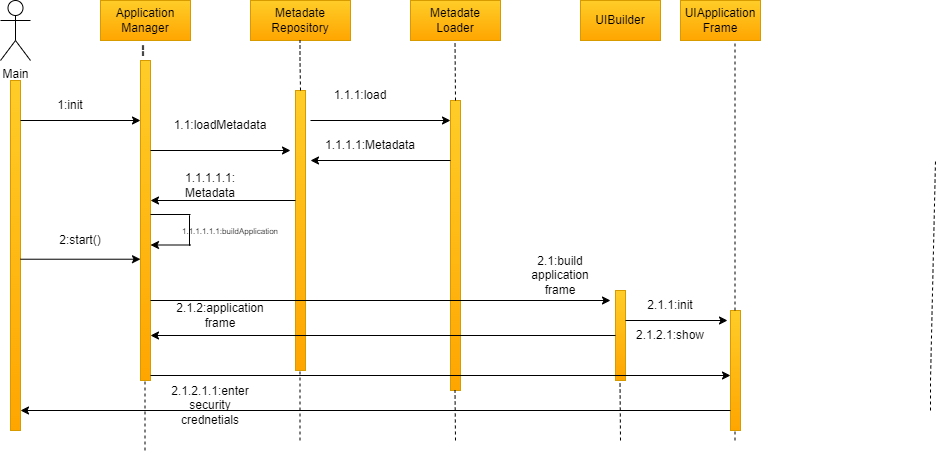 Application
Manager
Metadate
Repository
Metadate
Loader
UIBuilder
UIApplication
Frame
Main
1:init
1.1.1:load
1.1:loadMetadata
1.1.1.1:Metadata
1.1.1.1.1:
Metadata
1.1.1.1.1.1:buildApplication
2:start()
2.1:build
application
frame
2.1.2:application
frame
2.1.1:init
2.1.2.1:show
2.1.2.1.1:enter
security
crednetials